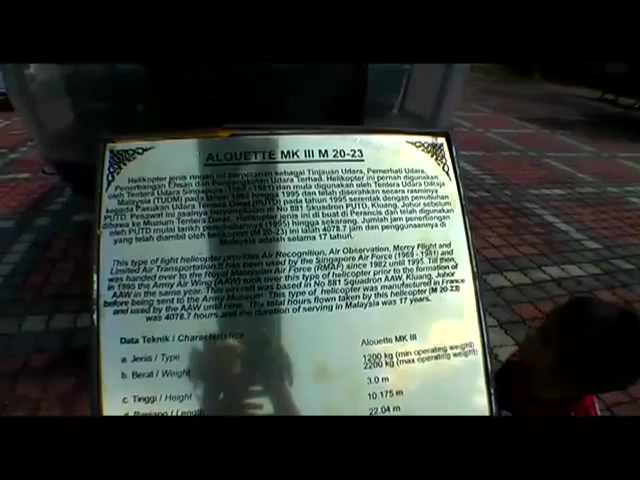 ALOUETTE MK III M 20-23
Helikopter jenis ringan ini berperanan sebagai Tinjauan Udara, Pemerhati Udara,
Penerbangan Ehsan dan Udara Terhad. Helikopter ini pernah digunakan
oleh Tentera Udara Singapura (1969 - 1981) dan mula digunakan oleh Tentera Udara Diraja
Malaysia (TUDM) pada tahun 1982 hingga 1995 dan telah diserahkan secara rasminya
kepada Pasukan Udara Tentera Darat (PUTD) pada tahun 1995 serentak dengan penubuhan
PUTD. Pesawat ini asalnya di No 881 Skuadron PUTD, Kluang, Johor sebelum
dibawa ke Muzium Tentera Darat. Helikopter jenis ini di buat di Perancis dan telah digunakan
oleh PUTD mulai tarikh penubuhannya (1995) hingga sekarang. Jumlah jam penerbangan
yang telah diambil oleh helikopter (M 20-23) ini ialah 4078.7 jam dan penggunaannya di
Malaysia adalah selama 17 tahun.
This type of light helicopter provides Air Recognition, Air Observation, Mercy Flight and
Limited Air Transportation. It has been used by the Singapore Air Force (1969 - 1981) and
was handed over to the Royal Malaysian Air Force (RMAF) since 1982 until 1995. Till then,
in 1995 the Army Air Wing (AAW) took over this type of helicopter prior to the formation of
AAW in the same year. This aircraft was based in No 881 Squadron AAW, Kluang, Johor
before being sent to the Army Museum. This type of helicopter was manufactured in France
and used by the AAW until now. The total hours flown taken by this helicopter (M 20-23)
was 4078.7 hours and the duration of serving in Malaysia was 17 years.
Data Teknik / Characteristics
a. Jenis / Type Alouette MK III
b. Berat / Weight 1200 kg (min operating weight)
2200 kg (max operating weight)
c. Tinggi / Height 3.0 m
d. Panjang / Length 10.175 m
22.04 m